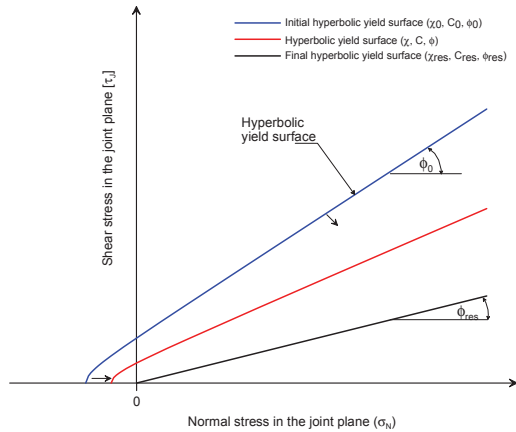 Initial hyperbolic yield surface (χ0, C0, ϕ0)
Hyperbolic yield surface (χ, C, ϕ)
Final hyperbolic yield surface (χres, Cres, ϕres)
Shear stress in the joint plane [τJ]
Hyperbolic
yield surface
ϕ0
ϕres
0
Normal stress in the joint plane (σN)